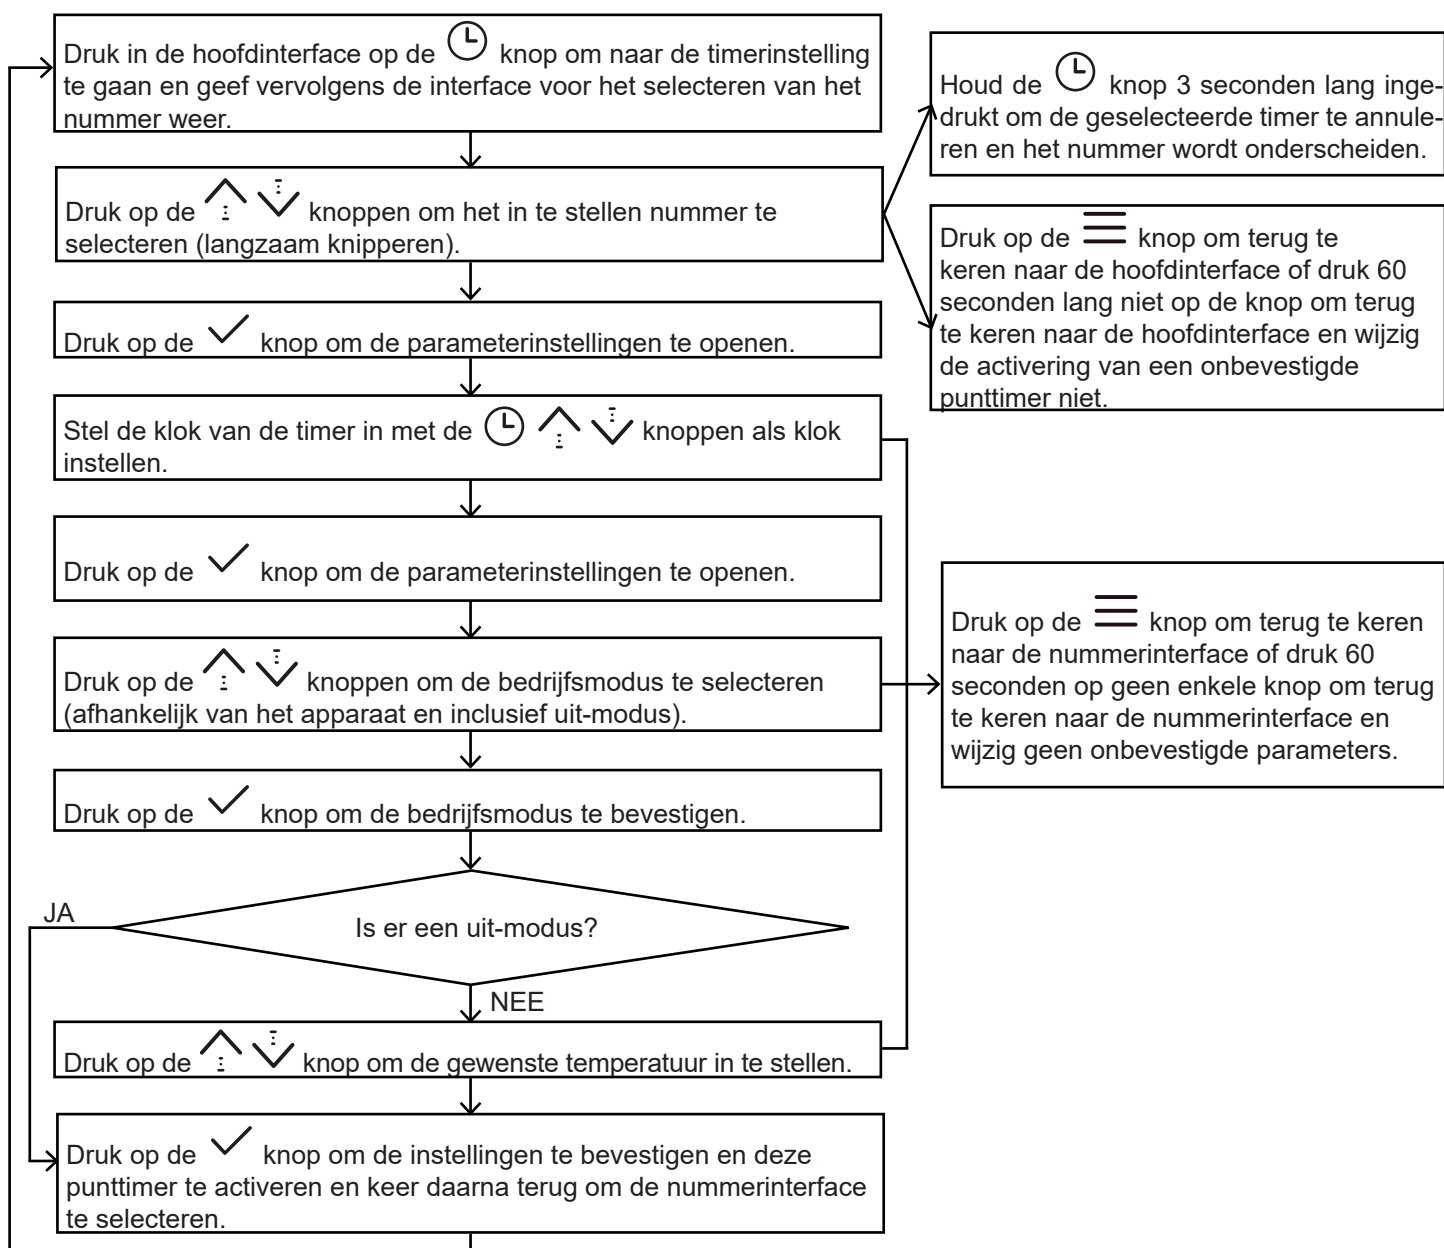 Druk in de hoofdinterface op de knop om naar de timerinstelling
te gaan en geef vervolgens de interface voor het selecteren van het
nummer weer.
Houd de knop 3 seconden lang inge-
drukt om de geselecteerde timer te annule-
ren en het nummer wordt onderscheiden.
Druk op de knoppen om het in te stellen nummer te
selecteren (langzaam knipperen).
Druk op de knop om terug te
keren naar de hoofdinterface of druk 60
seconden lang niet op de knop om terug
te keren naar de hoofdinterface en wijzig
de activering van een onbevestigde
punttimer niet.
Druk op de knop om de parameterinstellingen te openen.
Stel de klok van de timer in met de knoppen als klok
instellen.
Druk op de knop om de parameterinstellingen te openen.
Druk op de knoppen om de bedrijfsmodus te selecteren
(afhankelijk van het apparaat en inclusief uit-modus).
Druk op de knop om terug te keren
naar de nummerinterface of druk 60
seconden op geen enkele knop om terug
te keren naar de nummerinterface en
wijzig geen onbevestigde parameters.
Druk op de knop om de bedrijfsmodus te bevestigen.
JA
Is er een uit-modus?
NEE
Druk op de knop om de gewenste temperatuur in te stellen.
Druk op de knop om de instellingen te bevestigen en deze
punttimer te activeren en keer daarna terug om de nummerinterface
te selecteren.